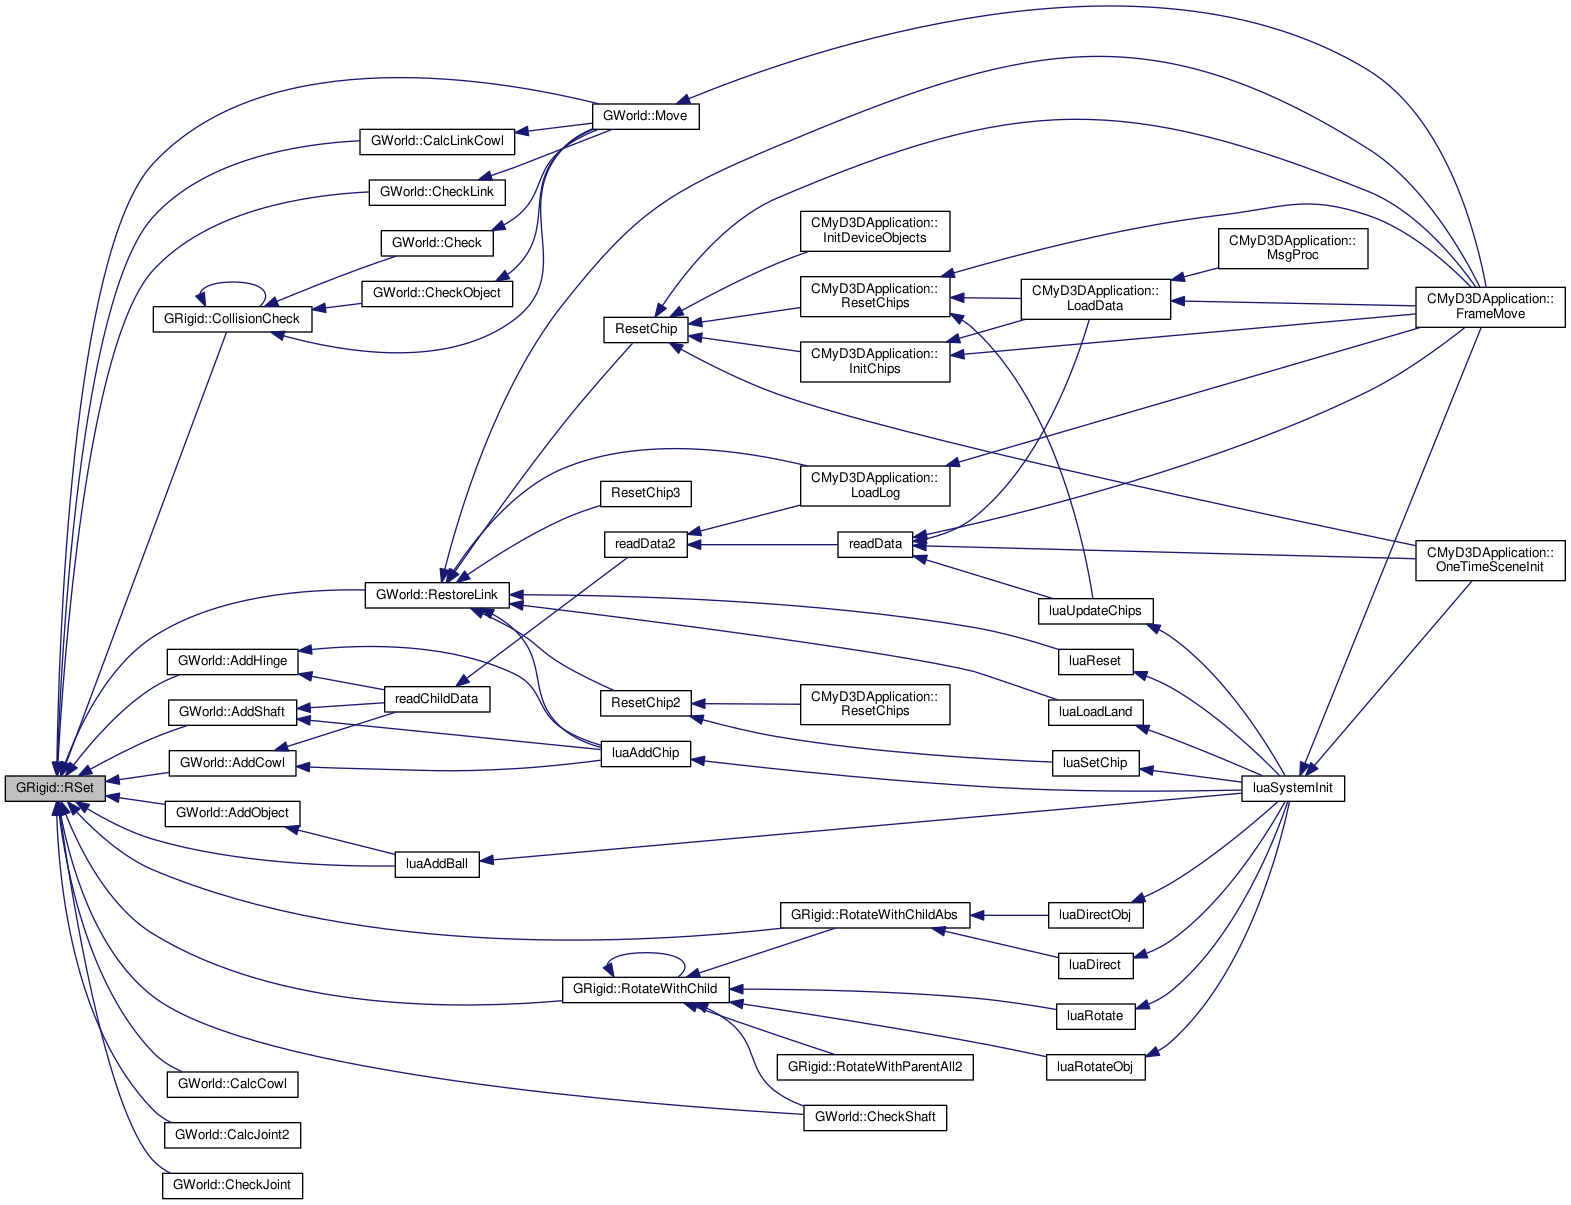 GWorld::Move
GWorld::CalcLinkCowl
GWorld::CheckLink
GWorld::Check
GWorld::CheckObject
GRigid::CollisionCheck
CMyD3DApplication::
InitDeviceObjects
CMyD3DApplication::
MsgProc
CMyD3DApplication::
ResetChips
CMyD3DApplication::
LoadData
CMyD3DApplication::
FrameMove
ResetChip
CMyD3DApplication::
InitChips
CMyD3DApplication::
LoadLog
ResetChip3
readData2
readData
CMyD3DApplication::
OneTimeSceneInit
GWorld::RestoreLink
luaUpdateChips
GWorld::AddHinge
luaReset
readChildData
ResetChip2
CMyD3DApplication::
ResetChips
GWorld::AddShaft
luaLoadLand
GWorld::AddCowl
luaAddChip
luaSetChip
GRigid::RSet
luaSystemInit
GWorld::AddObject
luaAddBall
GRigid::RotateWithChildAbs
luaDirectObj
luaDirect
GRigid::RotateWithChild
luaRotate
GRigid::RotateWithParentAll2
luaRotateObj
GWorld::CalcCowl
GWorld::CheckShaft
GWorld::CalcJoint2
GWorld::CheckJoint